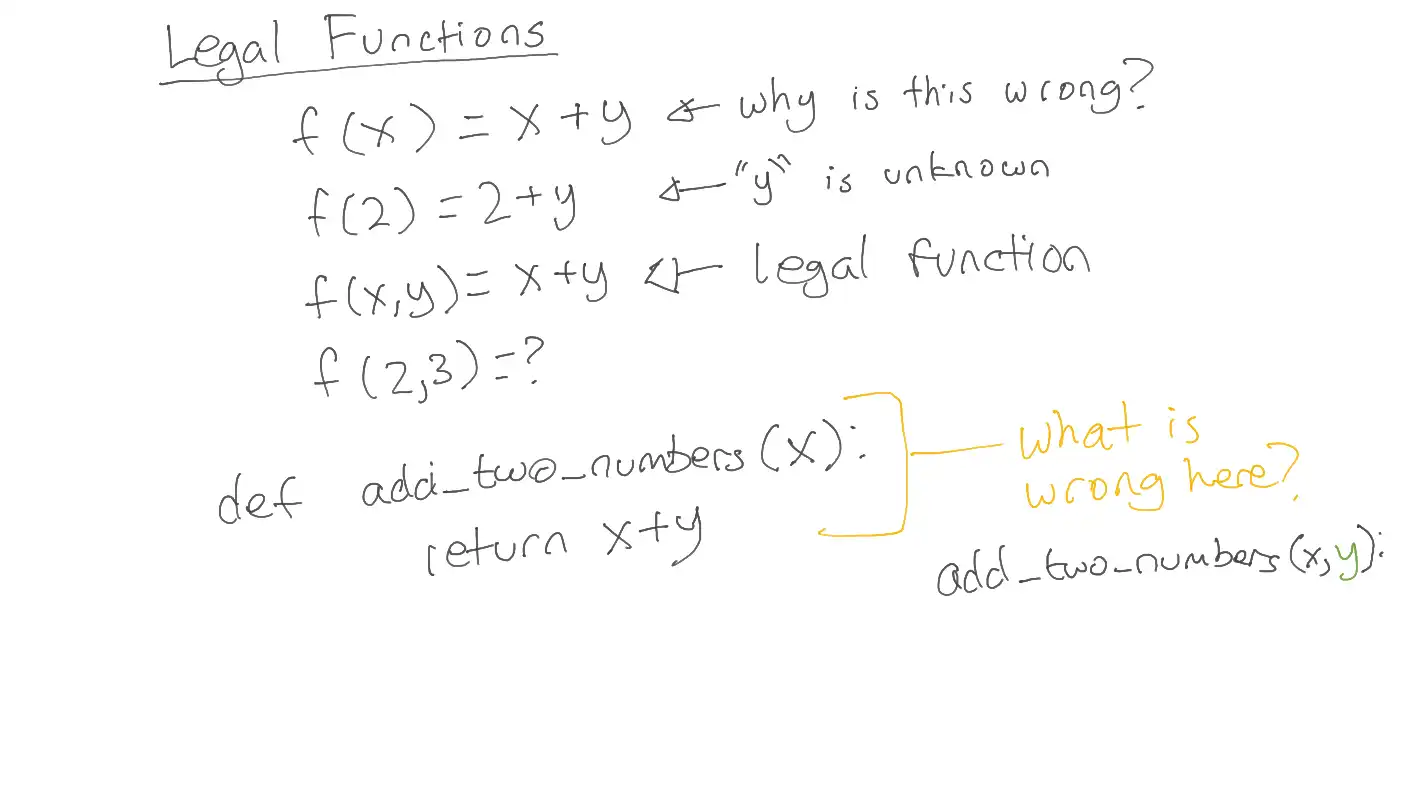 Legal Functions
f(x) = x+y ← why is this wrong?
f(2) = 2+y ← "y" is unknown
f(x,y) = x+y ← legal function
f(2,3) = ?
def add_two_numbers(x):
return x+y
what is
wrong here?
add_two_numbers(x,y):